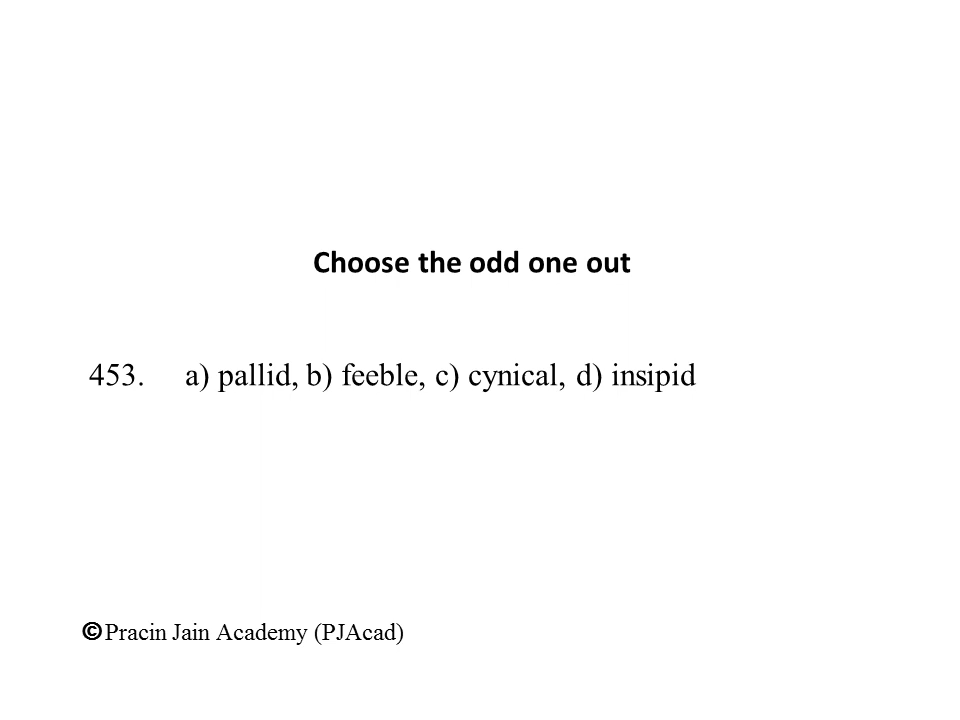 Choose the odd one out
453. a) pallid, b) feeble, c) cynical, d) insipid
©Pracin Jain Academy (PJAcad)